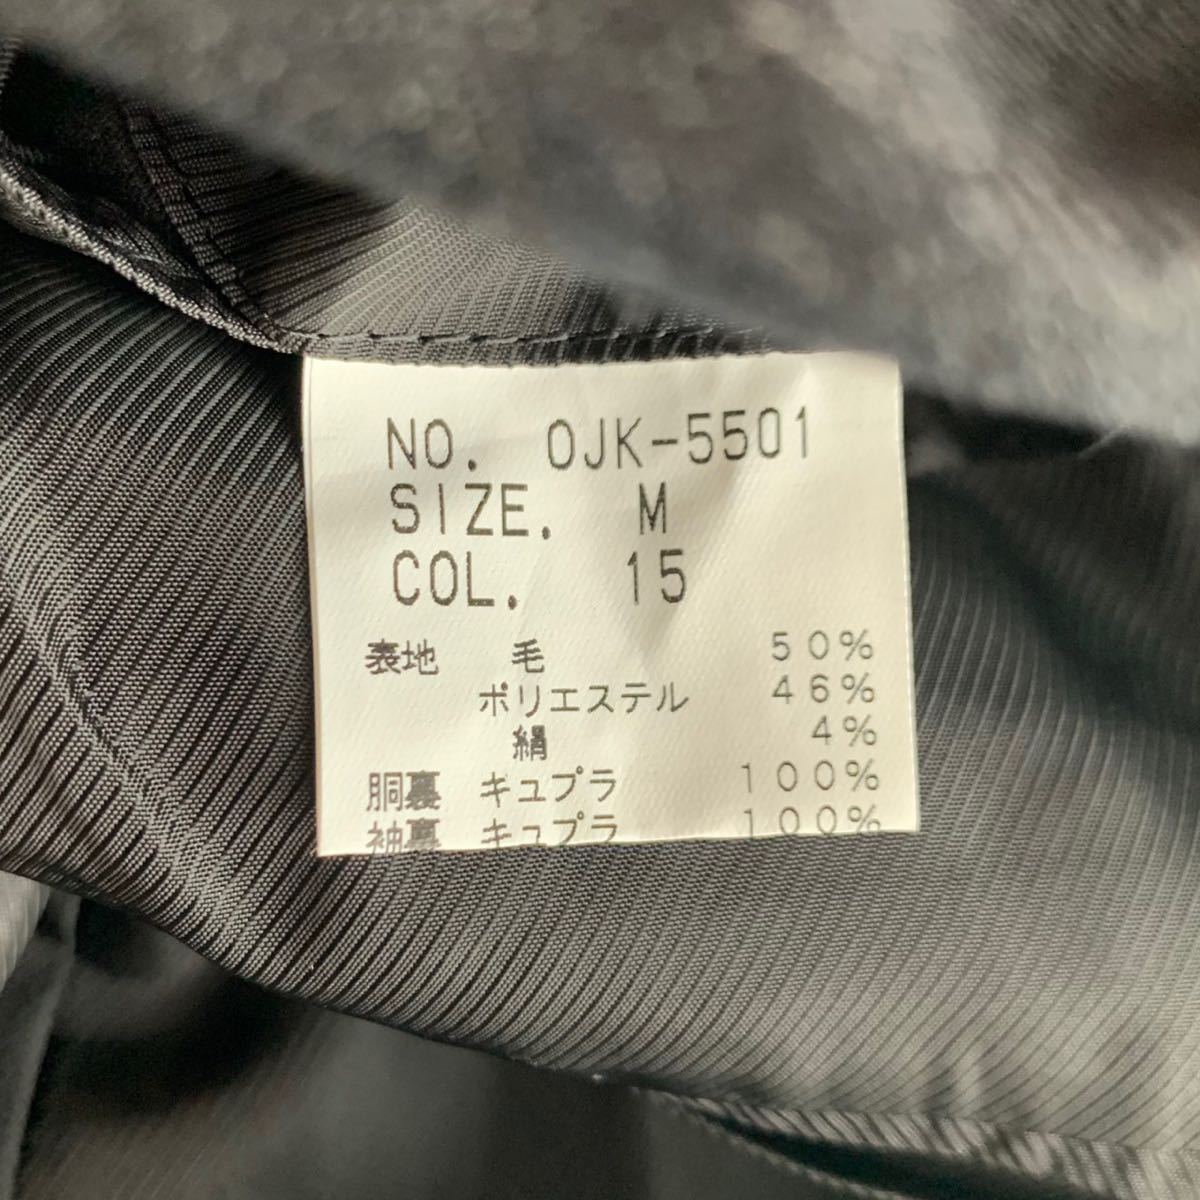 NO. OJK-5501
SIZE. M
COL. 15
表地 毛 50%
ポリエステル 46%
絹 4%
胴裏 キュプラ 100%
袖裏 キュプラ 100%